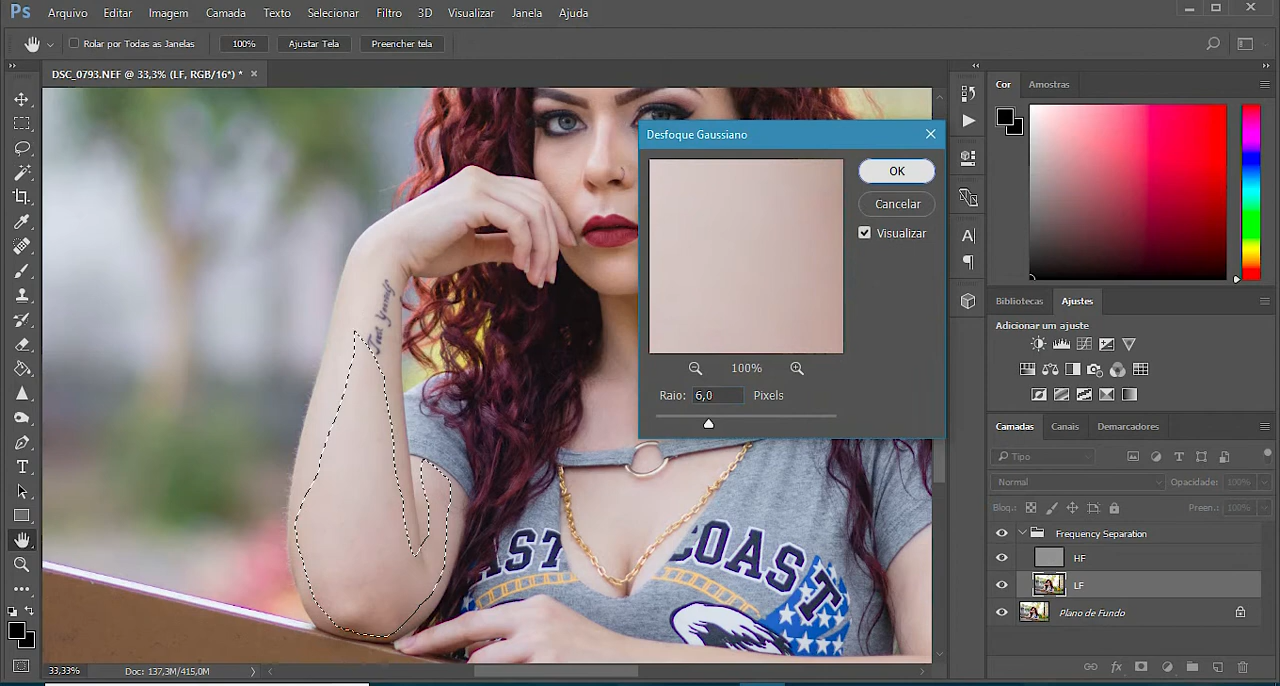 Ps Arquivo Editar Imagem Camada Texto Selecionar Filtro 3D Visualizar Janela Ajuda
Rolar por Todas as Janelas 100% Ajustar Tela Preencher tela
DSC_0793.NEF @ 33,3% (LF, RGB/16*) * ×
Cor Amostras
Desfoque Gaussiano
OK
Cancelar
Visualizar
100%
Raio: 6,0 Pixels
Bibliotecas Ajustes
Adicionar um ajuste
Camadas Canais Demarcadores
Tipo
Normal Opacidade: 100%
Bloq.: Preen.: 100%
Frequency Separation
HF
LF
Plano de Fundo
Yourself
EAST COAST
33,33% Doc: 137,3M/415,0M